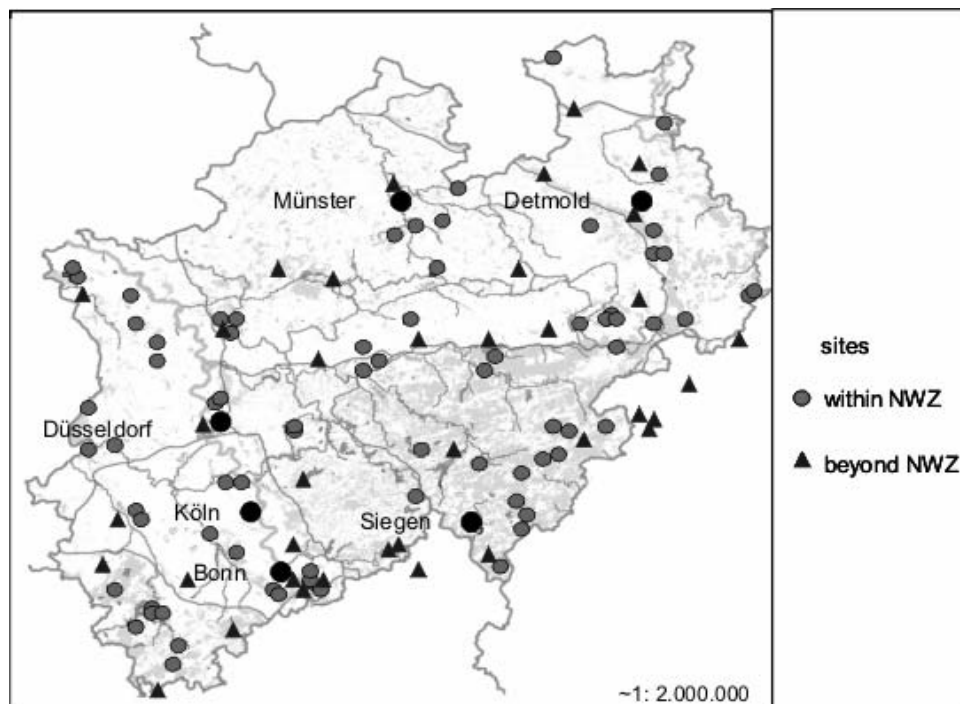 Münster
Detmold
Düsseldorf
Köln
Siegen
Bonn
~1: 2.000.000
sites
within NWZ
beyond NWZ